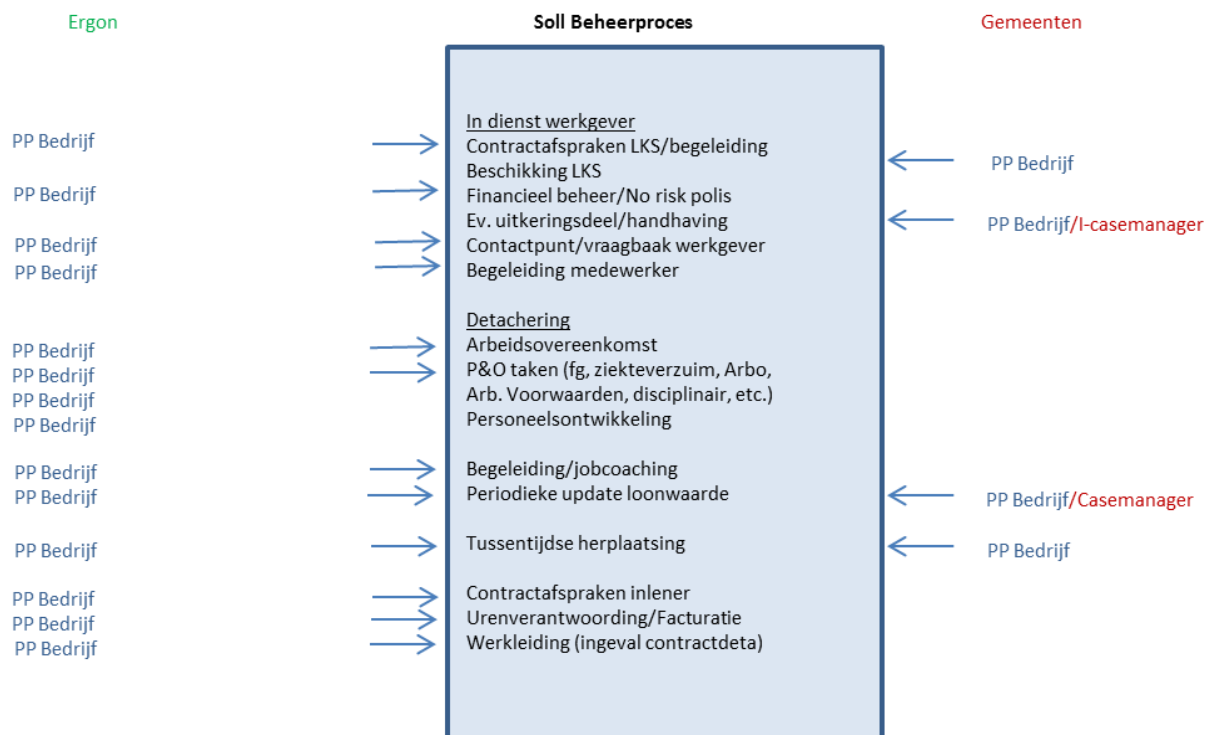 Ergon
Soll Beheerproces
Gemeenten
In dienst werkgever
PP Bedrijf
Contractafspraken LKS/begeleiding
PP Bedrijf
Beschikking LKS
PP Bedrijf
Financieel beheer/No risk polis
Ev. uitkeringsdeel/handhaving
PP Bedrijf/I-casemanager
PP Bedrijf
Contactpunt/vraagbaak werkgever
PP Bedrijf
Begeleiding medewerker
Detachering
PP Bedrijf
Arbeidsovereenkomst
PP Bedrijf
P&O taken (fg, ziekteverzuim, Arbo,
PP Bedrijf
Arb. Voorwaarden, disciplinair, etc.)
PP Bedrijf
Personeelsontwikkeling
PP Bedrijf
Begeleiding/jobcoaching
PP Bedrijf
Periodieke update loonwaarde
PP Bedrijf/Casemanager
PP Bedrijf
Tussentijdse herplaatsing
PP Bedrijf
PP Bedrijf
Contractafspraken inlener
PP Bedrijf
Urenverantwoording/Facturatie
PP Bedrijf
Werkleiding (ingeval contractdeta)